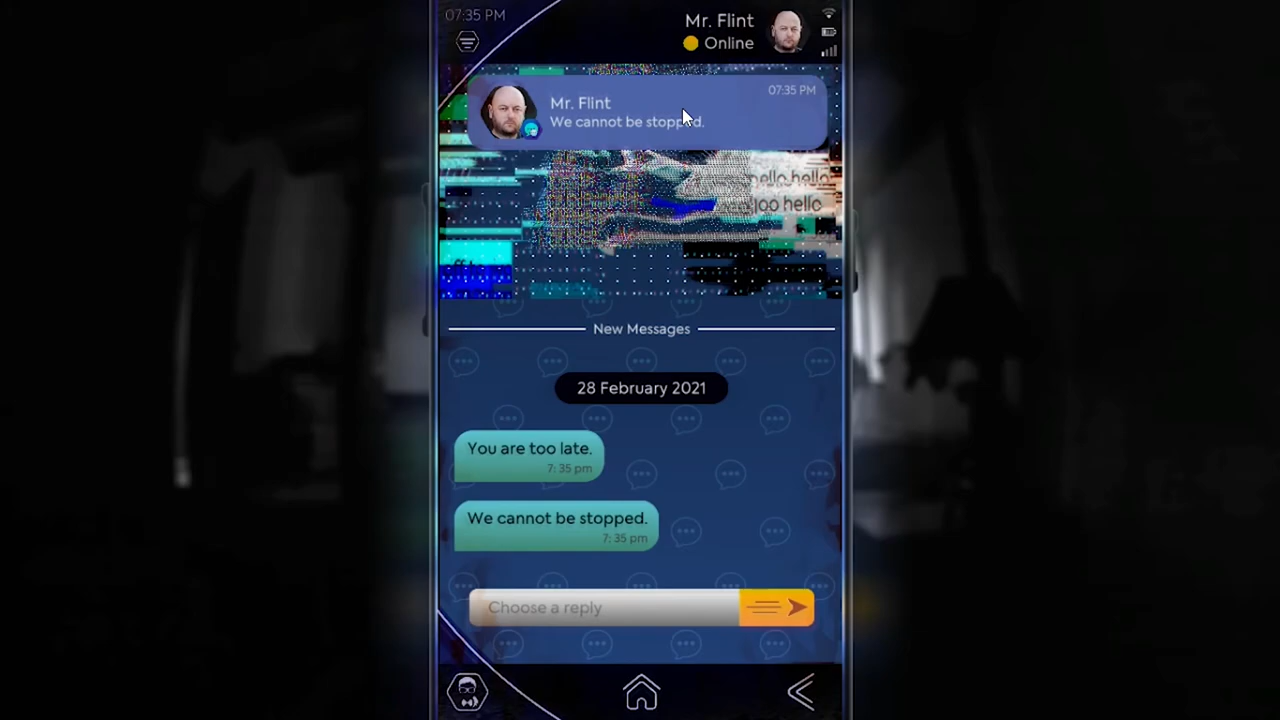 07:35 PM
Mr. Flint
Online
Mr. Flint
07:35 PM
We cannot be stopped.
hello
hello
New Messages
28 February 2021
You are too late.
7: 35 pm
We cannot be stopped.
7: 35 pm
Choose a reply